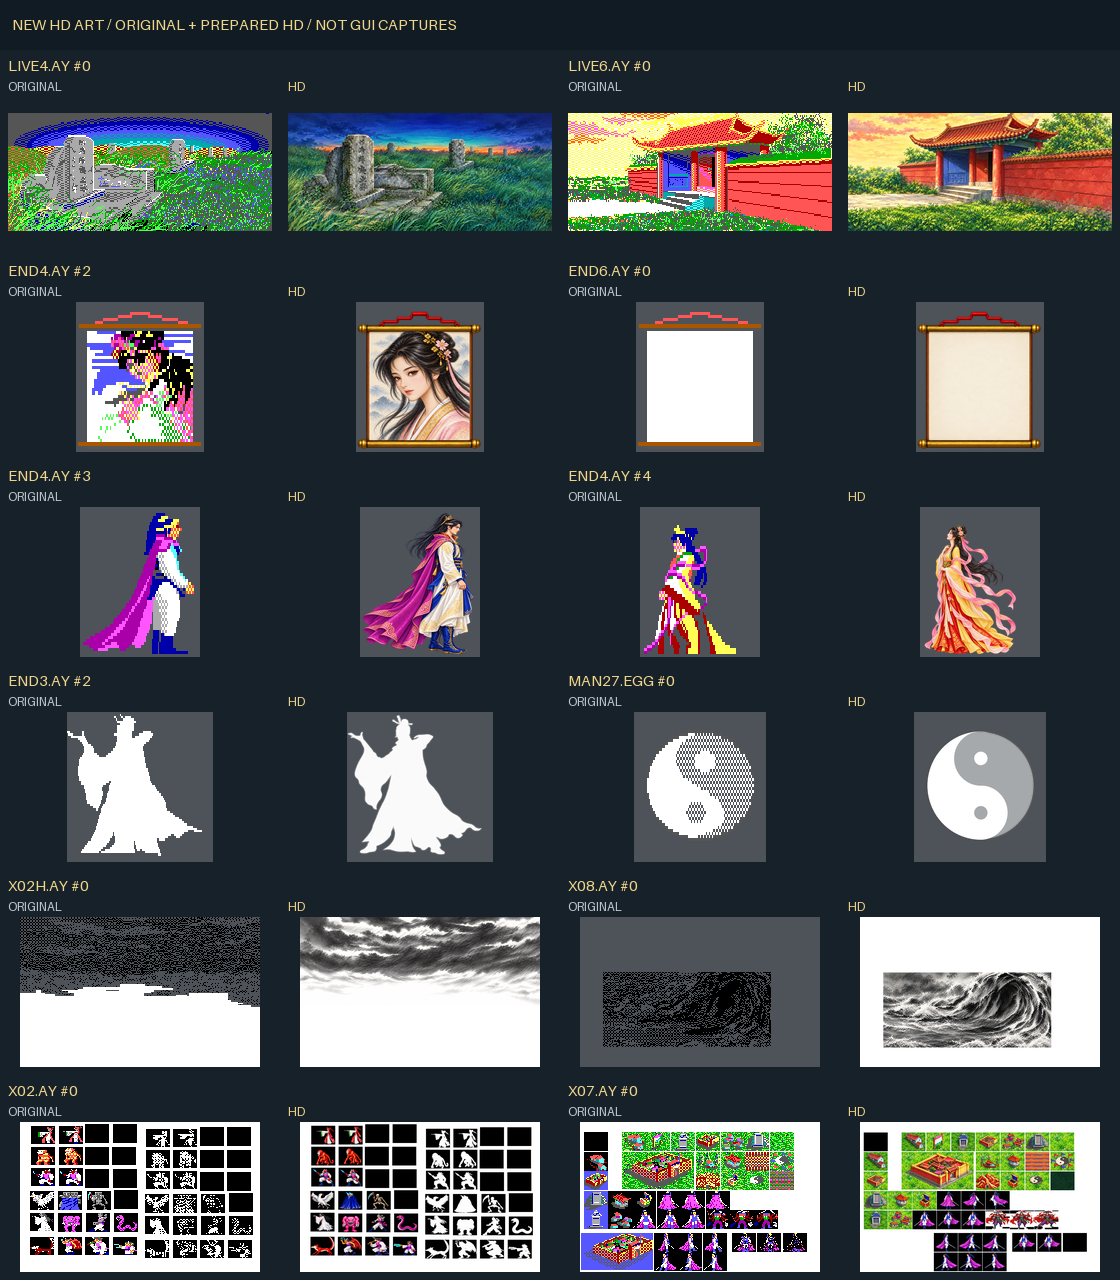 NEW HD ART / ORIGINAL + PREPARED HD / NOT GUI CAPTURES
LIVE4.AY #0
ORIGINAL
HD
LIVE6.AY #0
ORIGINAL
HD
END4.AY #2
ORIGINAL
HD
END6.AY #0
ORIGINAL
HD
END4.AY #3
ORIGINAL
HD
END4.AY #4
ORIGINAL
HD
END3.AY #2
ORIGINAL
HD
MAN27.EGG #0
ORIGINAL
HD
X02H.AY #0
ORIGINAL
HD
X08.AY #0
ORIGINAL
HD
X02.AY #0
ORIGINAL
HD
X07.AY #0
ORIGINAL
HD